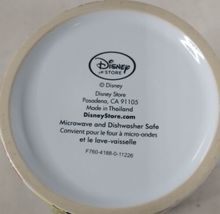 Disney
STORE
© Disney
Disney Store
Pasadena, CA 91105
Made in Thailand
DisneyStore.com
Microwave and Dishwasher Safe
Convient pour le four à micro-ondes
et le lave-vaisselle
F760-4188-0-11226